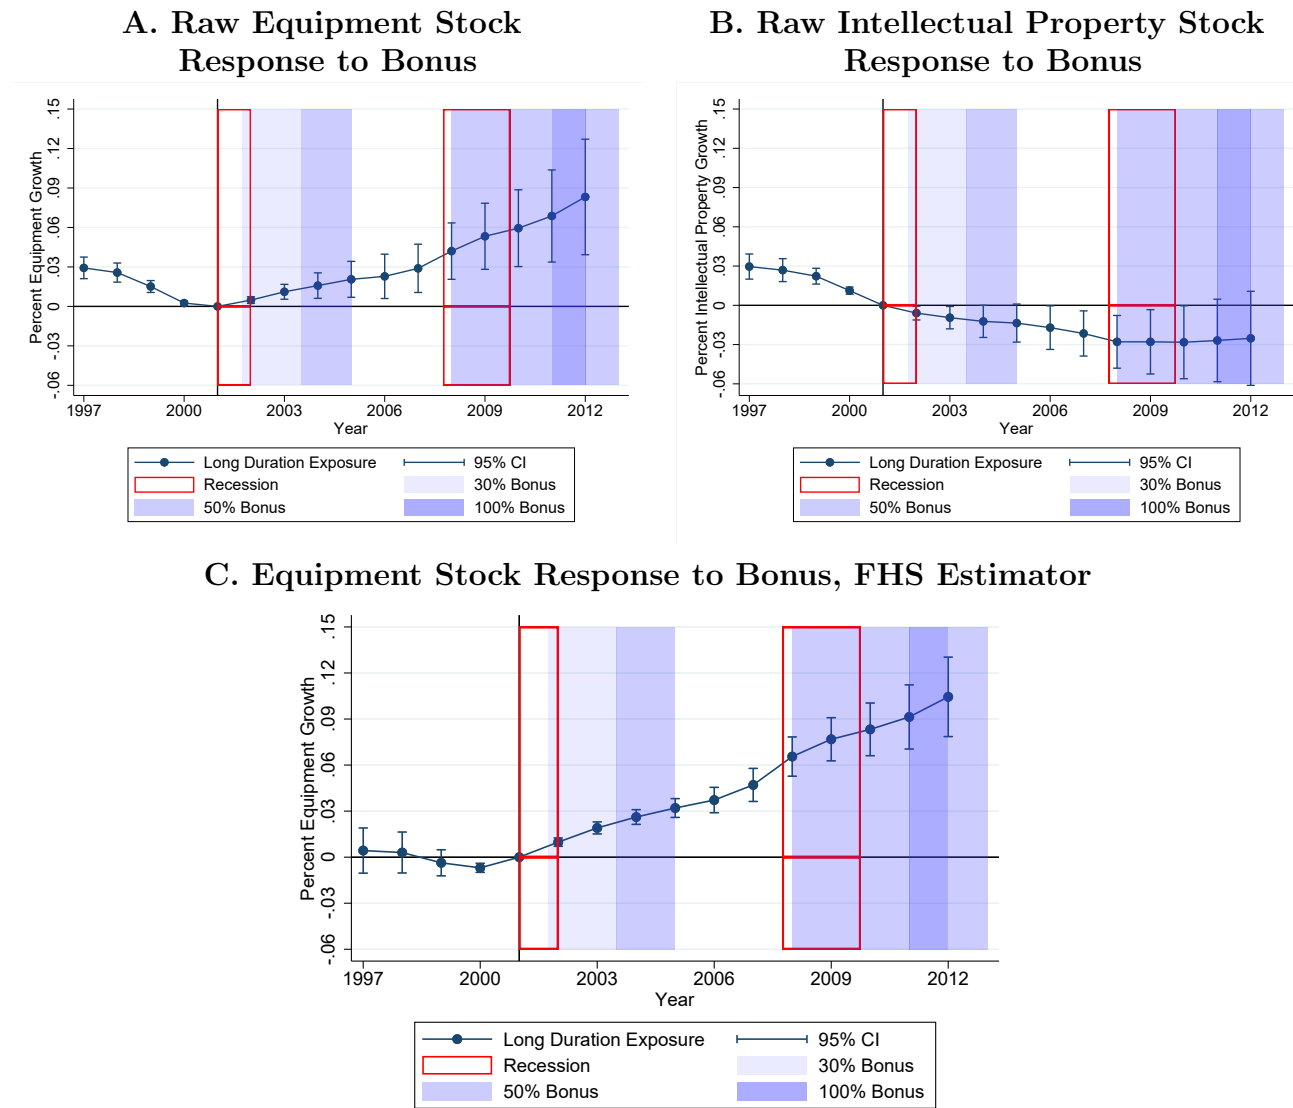 A. Raw Equipment Stock
Response to Bonus
Percent Equipment Growth
.15
.12
.09
.06
.03
0
-.03
-.06
1997 2000 2003 2006 2009 2012
Year
Long Duration Exposure 95% CI
Recession 30% Bonus
50% Bonus 100% Bonus
B. Raw Intellectual Property Stock
Response to Bonus
Percent Intellectual Property Growth
.15
.12
.09
.06
.03
0
-.03
-.06
1997 2000 2003 2006 2009 2012
Year
Long Duration Exposure 95% CI
Recession 30% Bonus
50% Bonus 100% Bonus
C. Equipment Stock Response to Bonus, FHS Estimator
Percent Equipment Growth
.15
.12
.09
.06
.03
0
-.03
-.06
1997 2000 2003 2006 2009 2012
Year
Long Duration Exposure 95% CI
Recession 30% Bonus
50% Bonus 100% Bonus